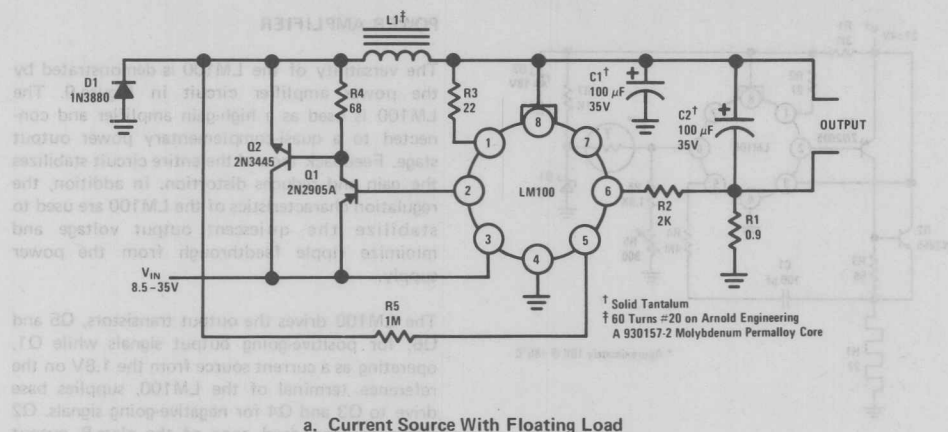 L1‡
D1
1N3880
R4
68
R3
22
C1†
100 µF
35V
C2†
100 µF
35V
OUTPUT
Q2
2N3445
Q1
2N2905A
1
8
7
2
LM100
6
3
5
4
R2
2K
R1
0.9
VIN
8.5–35V
R5
1M
† Solid Tantalum
‡ 60 Turns #20 on Arnold Engineering
A 930157-2 Molybdenum Permalloy Core
a. Current Source With Floating Load